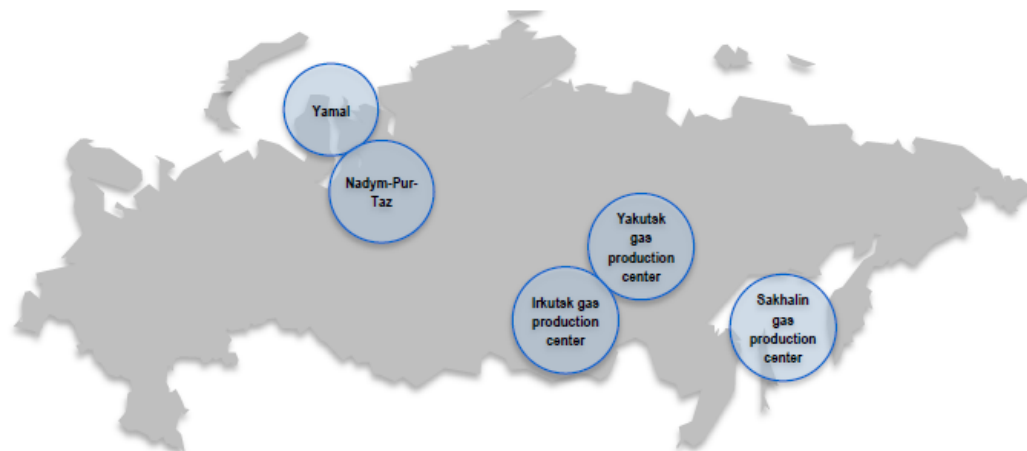 Yamal
Nadym-Pur-
Taz
Yakutsk
gas
production
center
Irkutsk gas
production
center
Sakhalin
gas
production
center